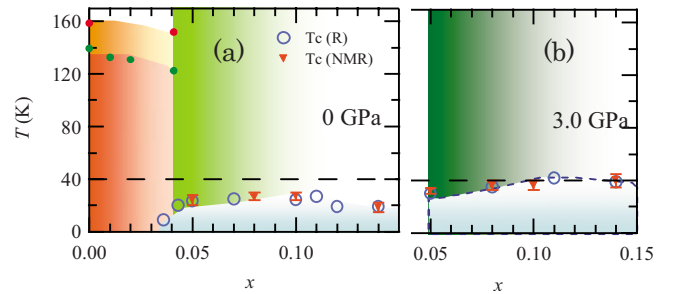 160
120
80
40
0
T (K)
(a)
Tc (R)
Tc (NMR)
0 GPa
0.00
0.05
0.10
x
(b)
3.0 GPa
0.05
0.10
0.15
x